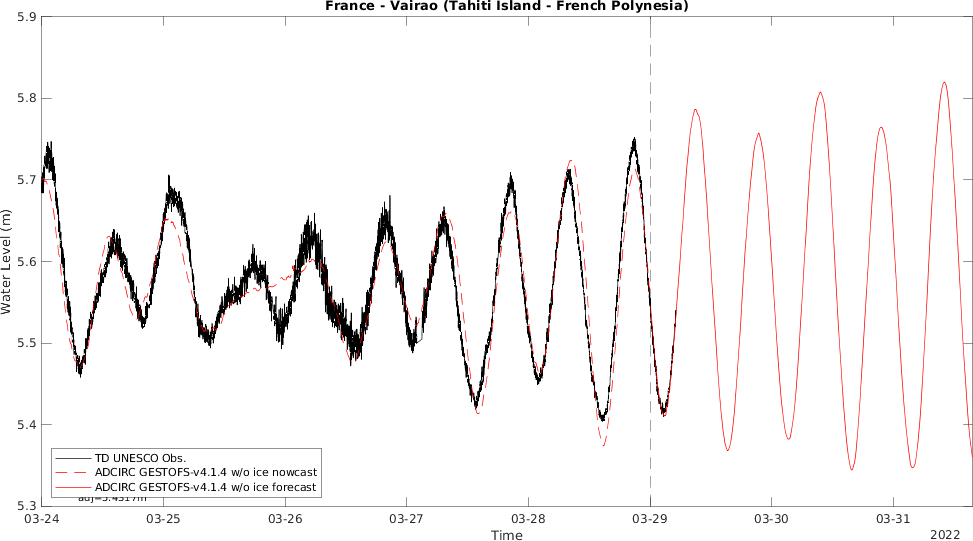 France - Vairao (Tahiti Island - French Polynesia)
5.9
5.8
5.7
5.6
5.5
5.4
5.3
Water Level (m)
TD UNESCO Obs.
ADCIRC GESTOFS-v4.1.4 w/o ice nowcast
ADCIRC GESTOFS-v4.1.4 w/o ice forecast
03-24 03-25 03-26 03-27 03-28 03-29 03-30 03-31
Time
2022